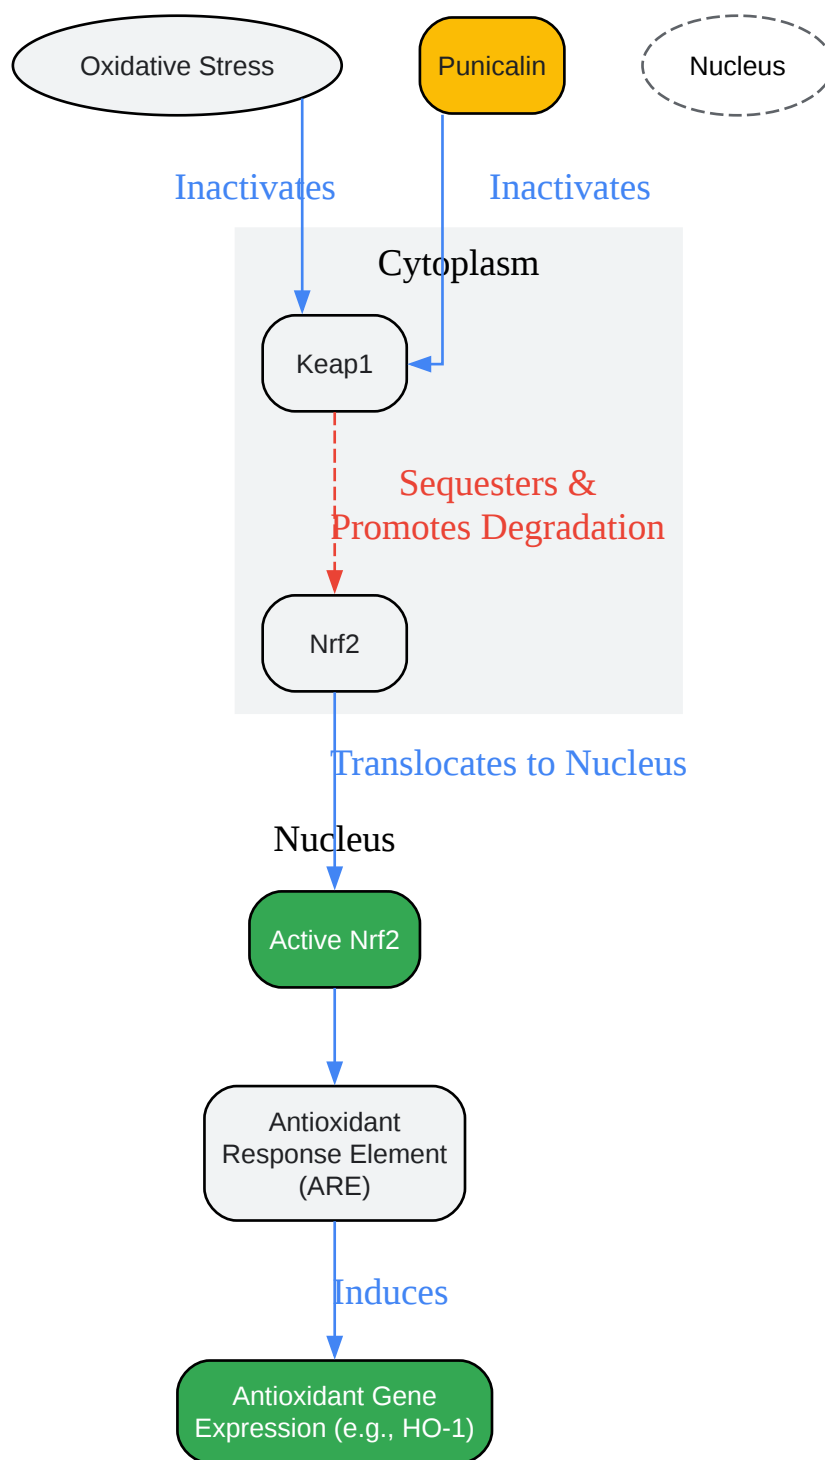 Oxidative Stress
Punicalin
Nucleus
Inactivates
Inactivates
Cytoplasm
Keap1
Sequesters &
Promotes Degradation
Nrf2
Translocates to Nucleus
Nucleus
Active Nrf2
Antioxidant
Response Element
(ARE)
Induces
Antioxidant Gene
Expression (e.g., HO-1)